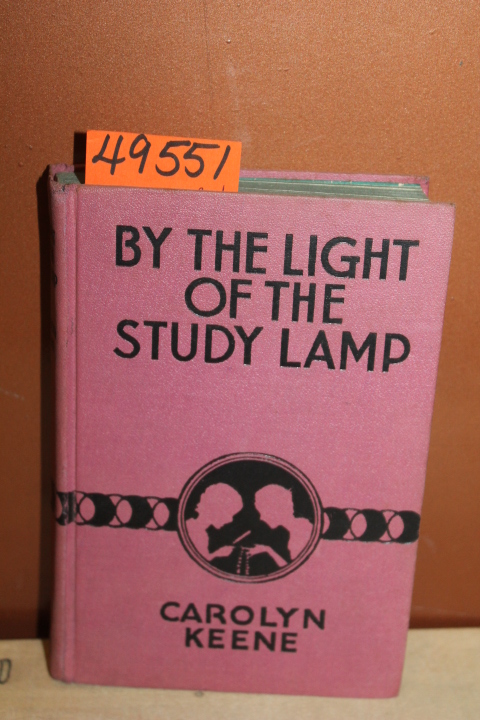 49551
BY THE LIGHT
OF THE
STUDY LAMP
CAROLYN
KEENE